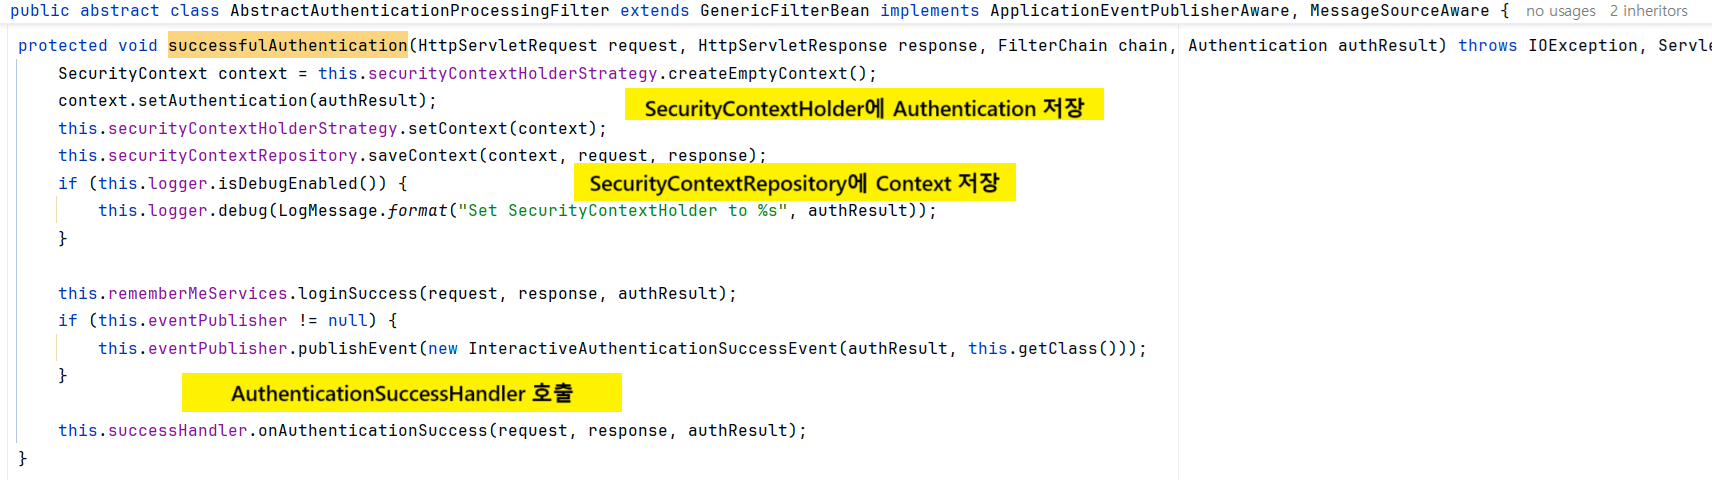 public abstract class AbstractAuthenticationProcessingFilter extends GenericFilterBean implements ApplicationEventPublisherAware, MessageSourceAware { no usages 2 inheritors
protected void successfulAuthentication(HttpServletRequest request, HttpServletResponse response, FilterChain chain, Authentication authResult) throws IOException, Servle
SecurityContext context = this.securityContextHolderStrategy.createEmptyContext();
context.setAuthentication(authResult);
SecurityContextHolder에 Authentication 저장
this.securityContextHolderStrategy.setContext(context);
this.securityContextRepository.saveContext(context, request, response);
if (this.logger.isDebugEnabled()) {
SecurityContextRepository에 Context 저장
this.logger.debug(LogMessage.format("Set SecurityContextHolder to %s", authResult));
}
this.rememberMeServices.loginSuccess(request, response, authResult);
if (this.eventPublisher != null) {
this.eventPublisher.publishEvent(new InteractiveAuthenticationSuccessEvent(authResult, this.getClass()));
}
AuthenticationSuccessHandler 호출
this.successHandler.onAuthenticationSuccess(request, response, authResult);
}